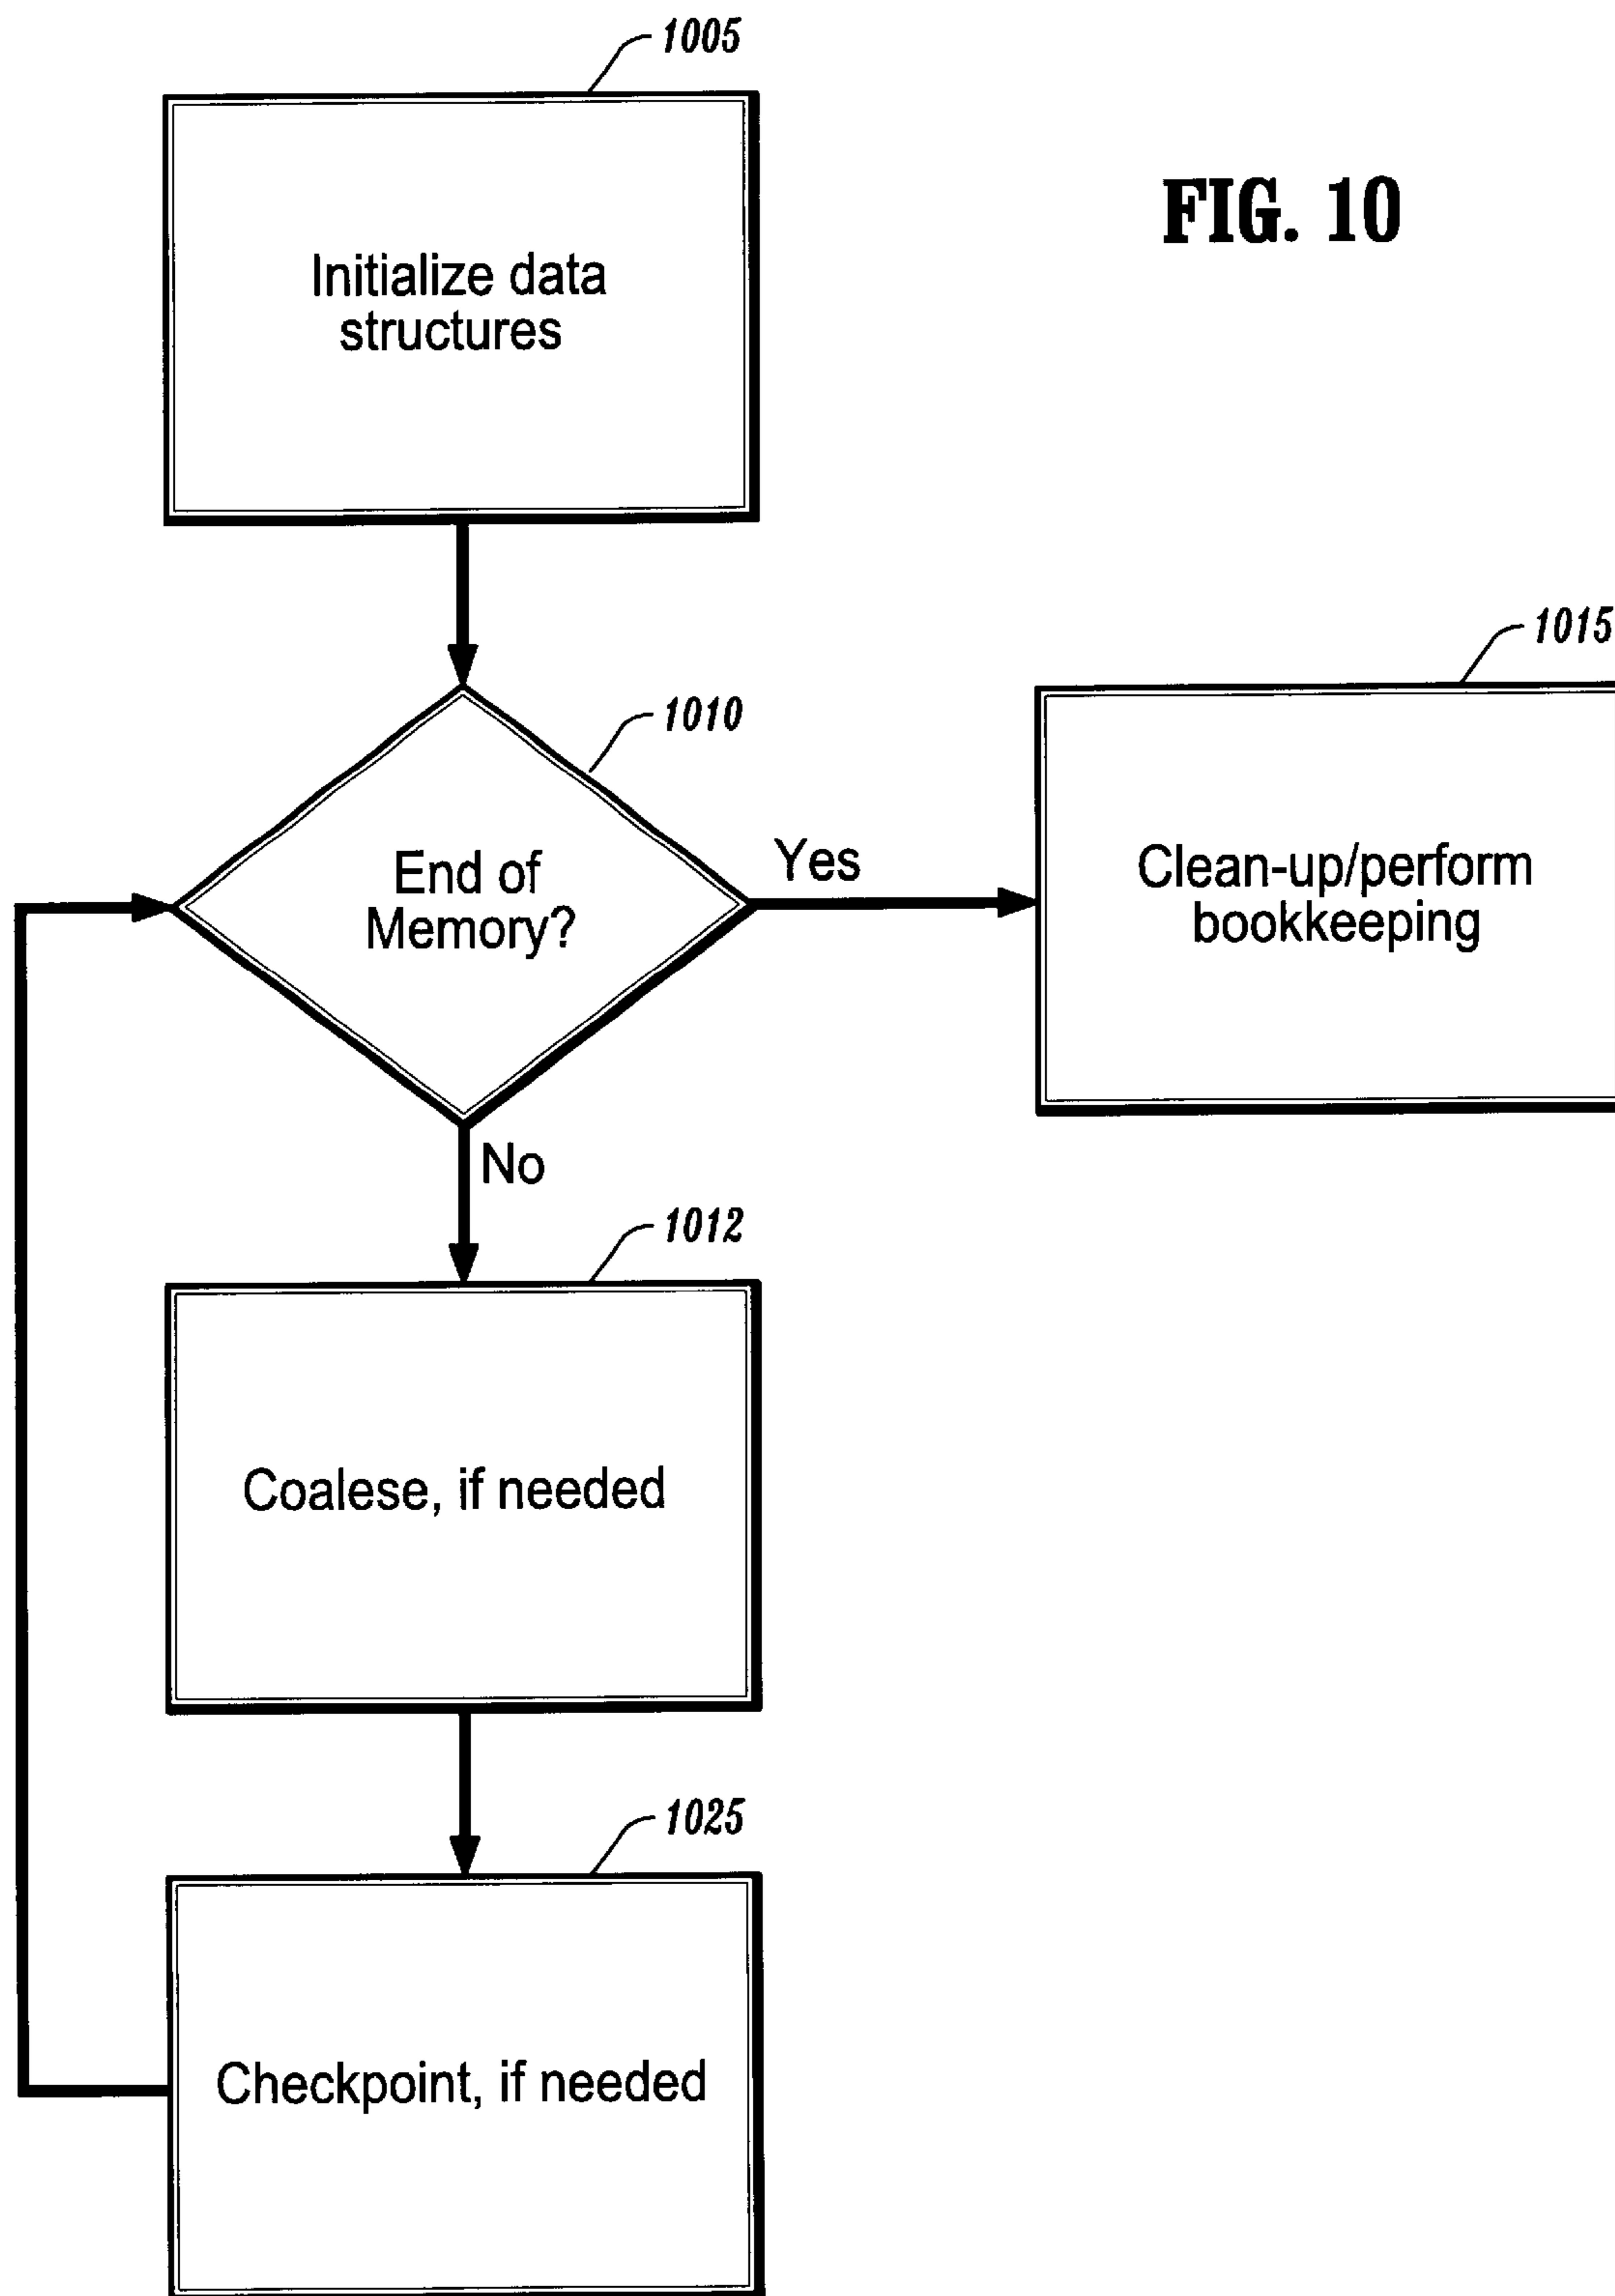 1005
FIG. 10
Initialize data
structures
1015
1010
End of
Memory?
Yes
Clean-up/perform
bookkeeping
No
1012
Coalese, if needed
1025
Checkpoint, if needed